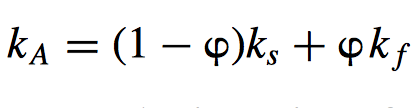 k_A = (1 − φ)k_s + φk_f